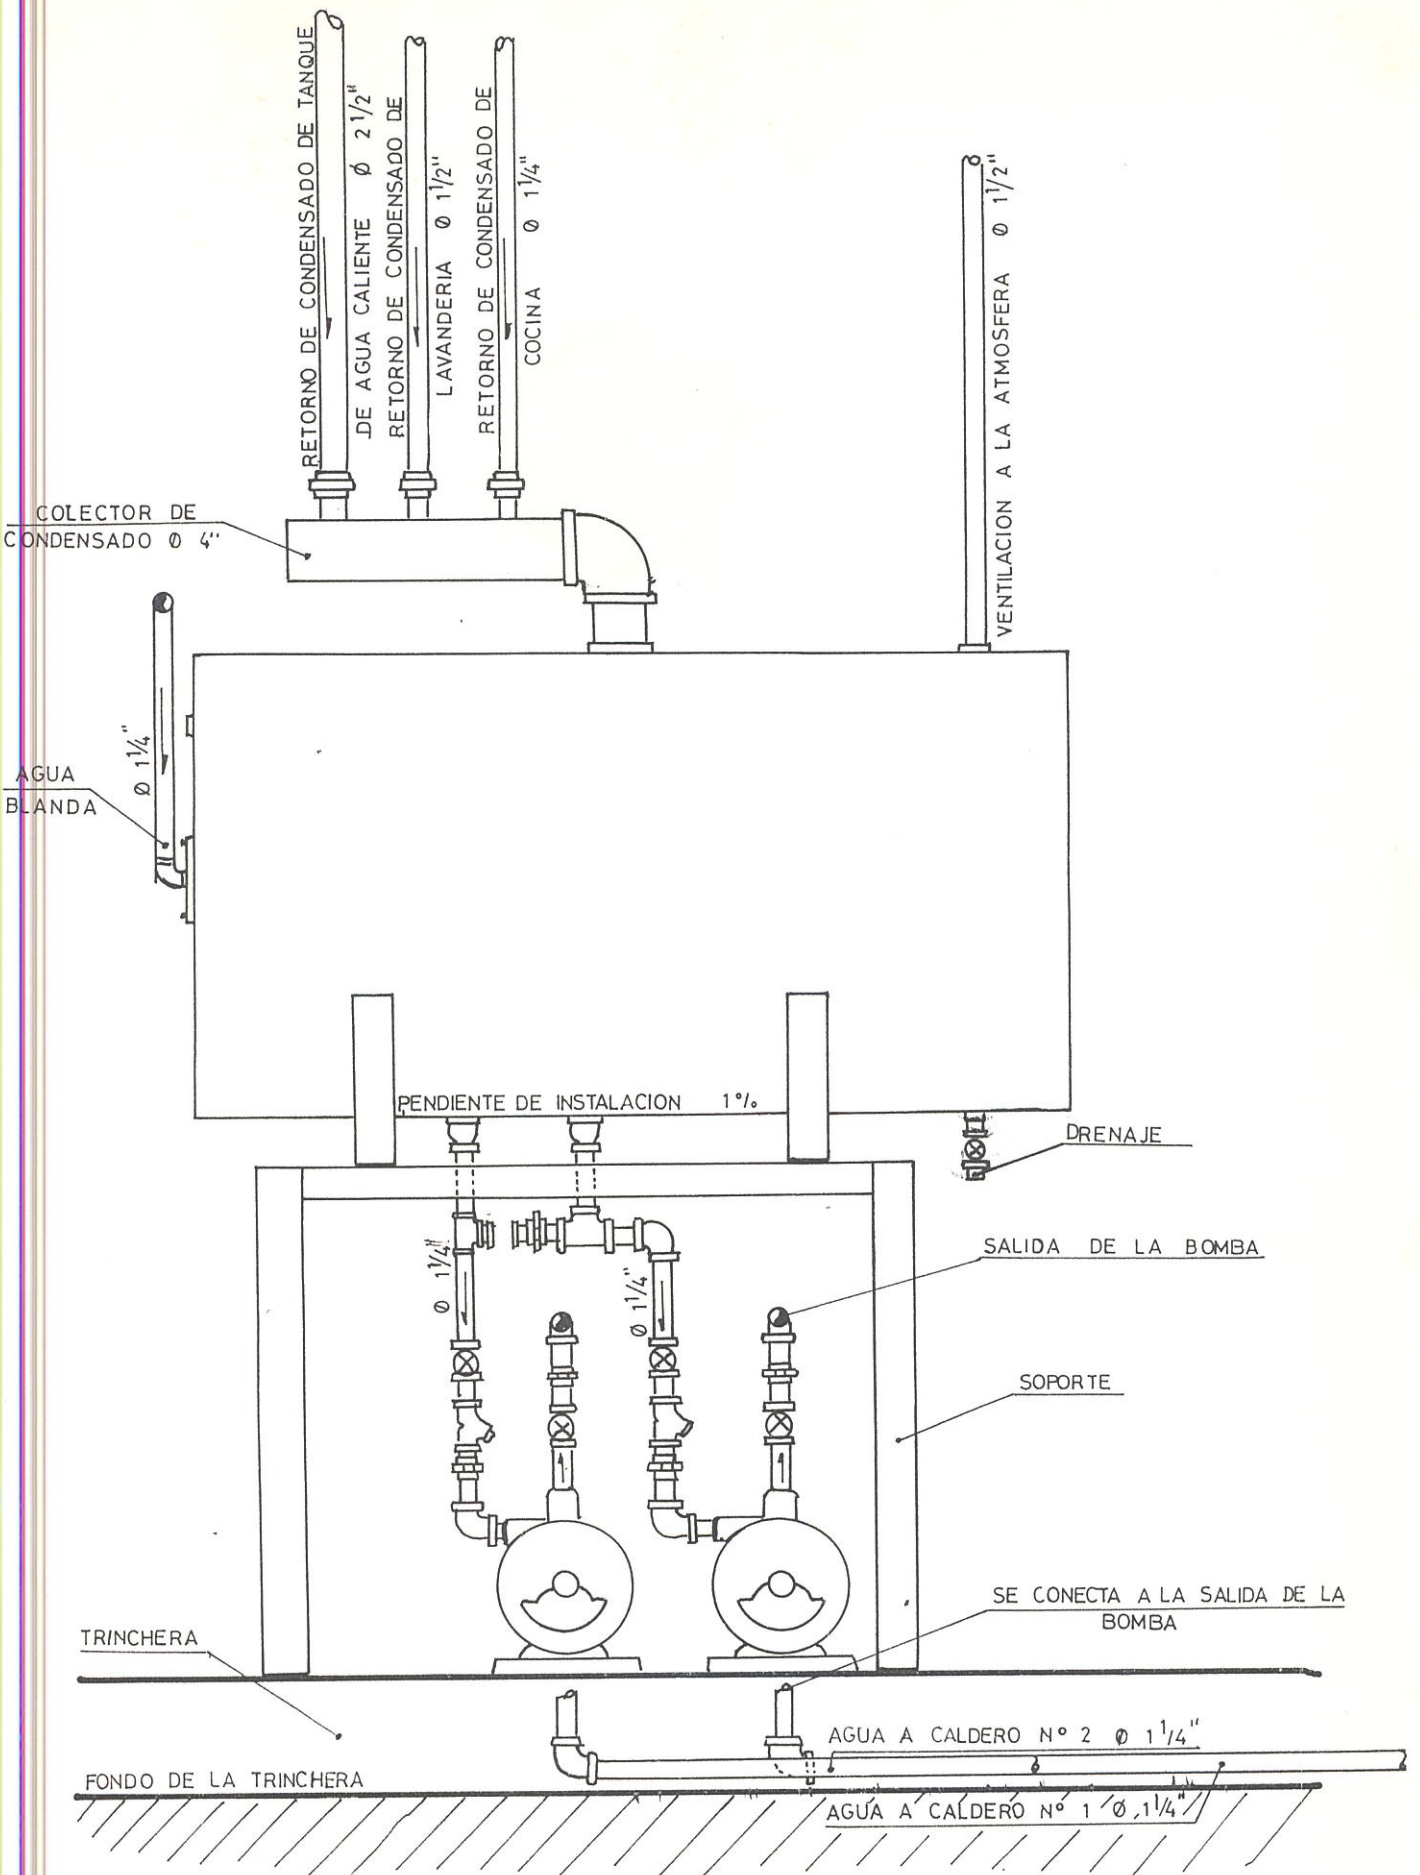 RETORNO DE CONDENSADO DE TANQUE
DE AGUA CALIENTE Ø 2 1/2"
RETORNO DE CONDENSADO DE
LAVANDERIA Ø 1 1/2"
RETORNO DE CONDENSADO DE
COCINA Ø 1 1/4"
VENTILACION A LA ATMOSFERA Ø 1 1/2"
COLECTOR DE
CONDENSADO Ø 4"
Ø 1 1/4"
AGUA
BLANDA
PENDIENTE DE INSTALACION 1%
DRENAJE
Ø 1 1/4"
Ø 1 1/4"
SALIDA DE LA BOMBA
SOPORTE
SE CONECTA A LA SALIDA DE LA
BOMBA
TRINCHERA
AGUA A CALDERO Nº 2 Ø 1 1/4"
FONDO DE LA TRINCHERA
AGUA A CALDERO Nº 1 Ø 1 1/4"